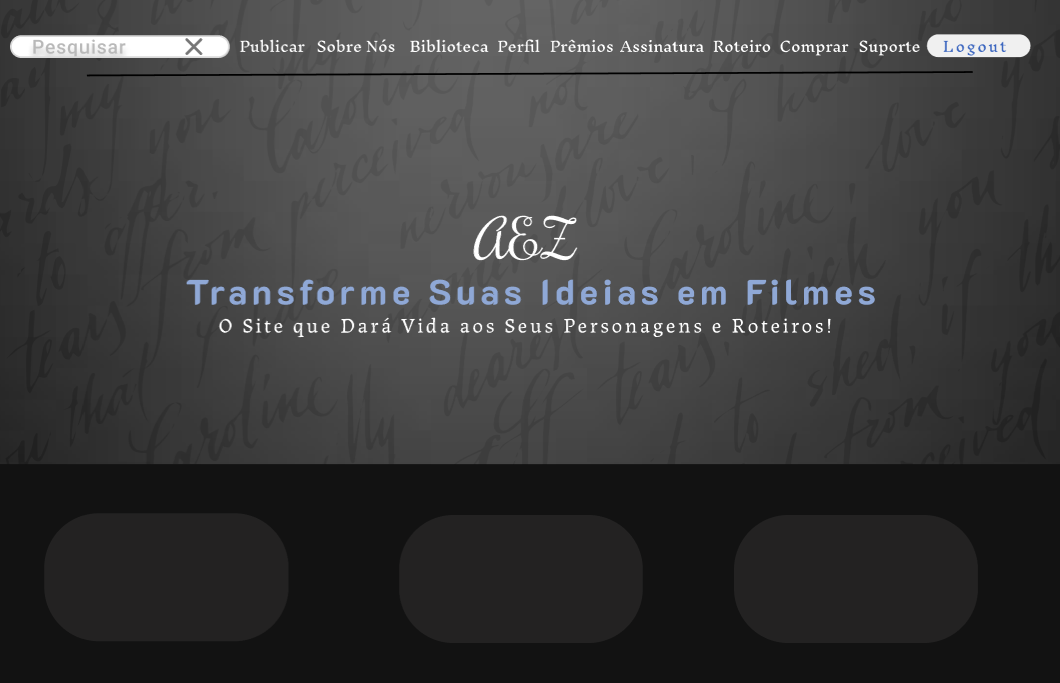 Pesquisar Publicar Sobre Nós Biblioteca Perfil Prêmios Assinatura Roteiro Comprar Suporte Logout
A&Z
Transforme Suas Ideias em Filmes
O Site que Dará Vida aos Seus Personagens e Roteiros!